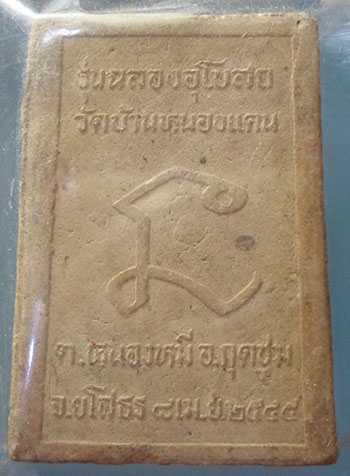 รุ่นฉลองอุโบสถ
วัดบ้านหนองแคน
ต.หนองหมี อ.กุดชุม
จ.ยโสธร ๘ เม.ย. ๒๕๔๔